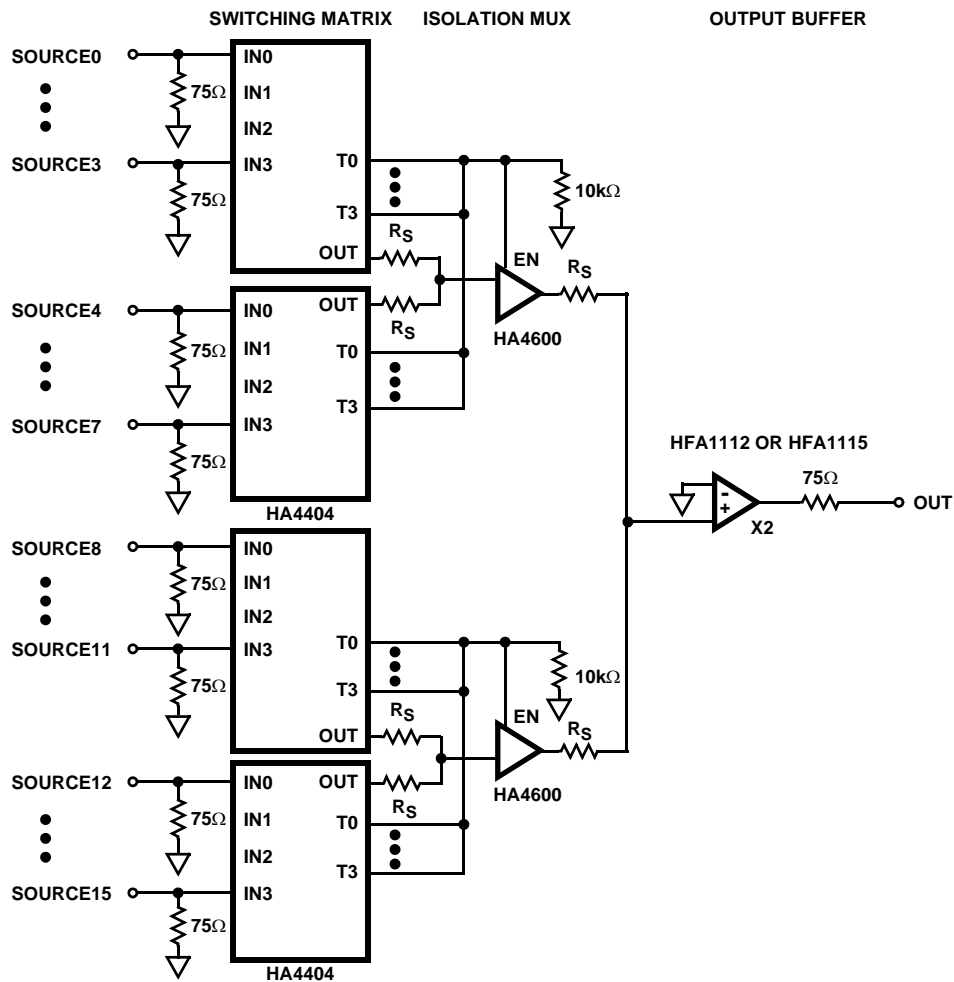 SWITCHING MATRIX
ISOLATION MUX
OUTPUT BUFFER
SOURCE0
75Ω
IN0
IN1
IN2
SOURCE3
75Ω
IN3
T0
T3
OUT
RS
10kΩ
EN
RS
HA4600
SOURCE4
75Ω
IN0
IN1
IN2
SOURCE7
75Ω
IN3
OUT
RS
T0
T3
HA4404
HFA1112 OR HFA1115
-
+
X2
75Ω
OUT
SOURCE8
75Ω
IN0
IN1
IN2
SOURCE11
75Ω
IN3
T0
T3
OUT
RS
10kΩ
EN
RS
HA4600
SOURCE12
75Ω
IN0
IN1
IN2
SOURCE15
75Ω
IN3
OUT
RS
T0
T3
HA4404